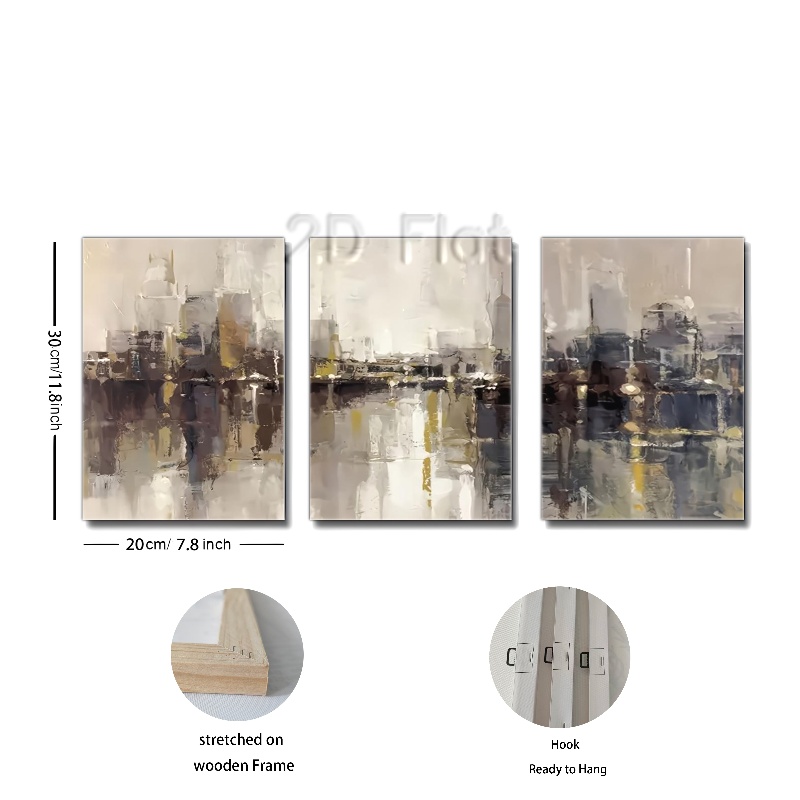 2D Flat
30cm/11.8inch
20cm/ 7.8 inch
stretched on
wooden Frame
Hook
Ready to Hang